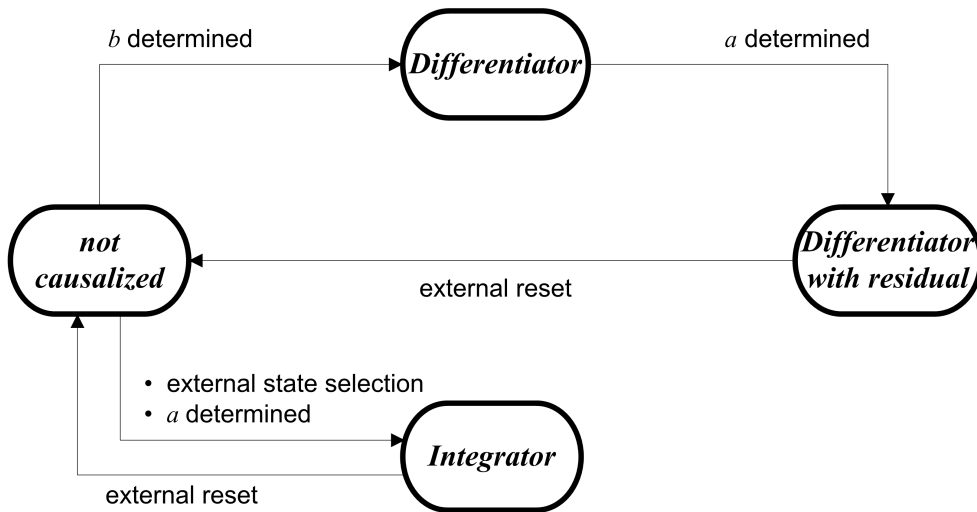 b determined
a determined
Differentiator
not
causalized
Differentiator
with residual
external reset
• external state selection
• a determined
Integrator
external reset